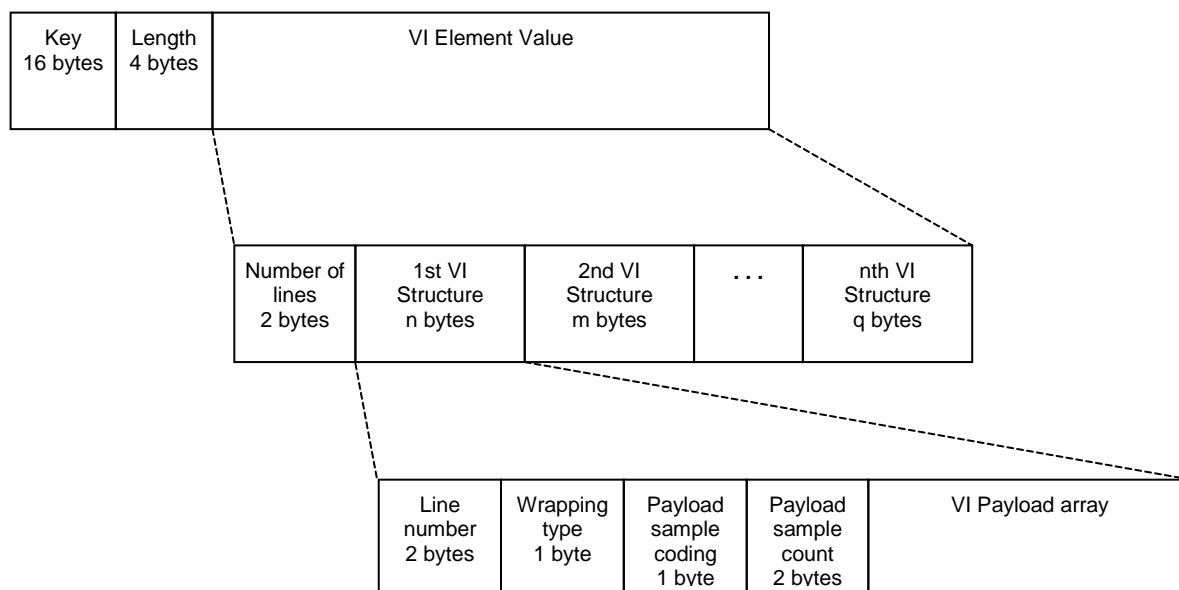 Key
16 bytes
Length
4 bytes
VI Element Value
Number of
lines
2 bytes
1st VI
Structure
n bytes
2nd VI
Structure
m bytes
. . .
nth VI
Structure
q bytes
Line
number
2 bytes
Wrapping
type
1 byte
Payload
sample
coding
1 byte
Payload
sample
count
2 bytes
VI Payload array